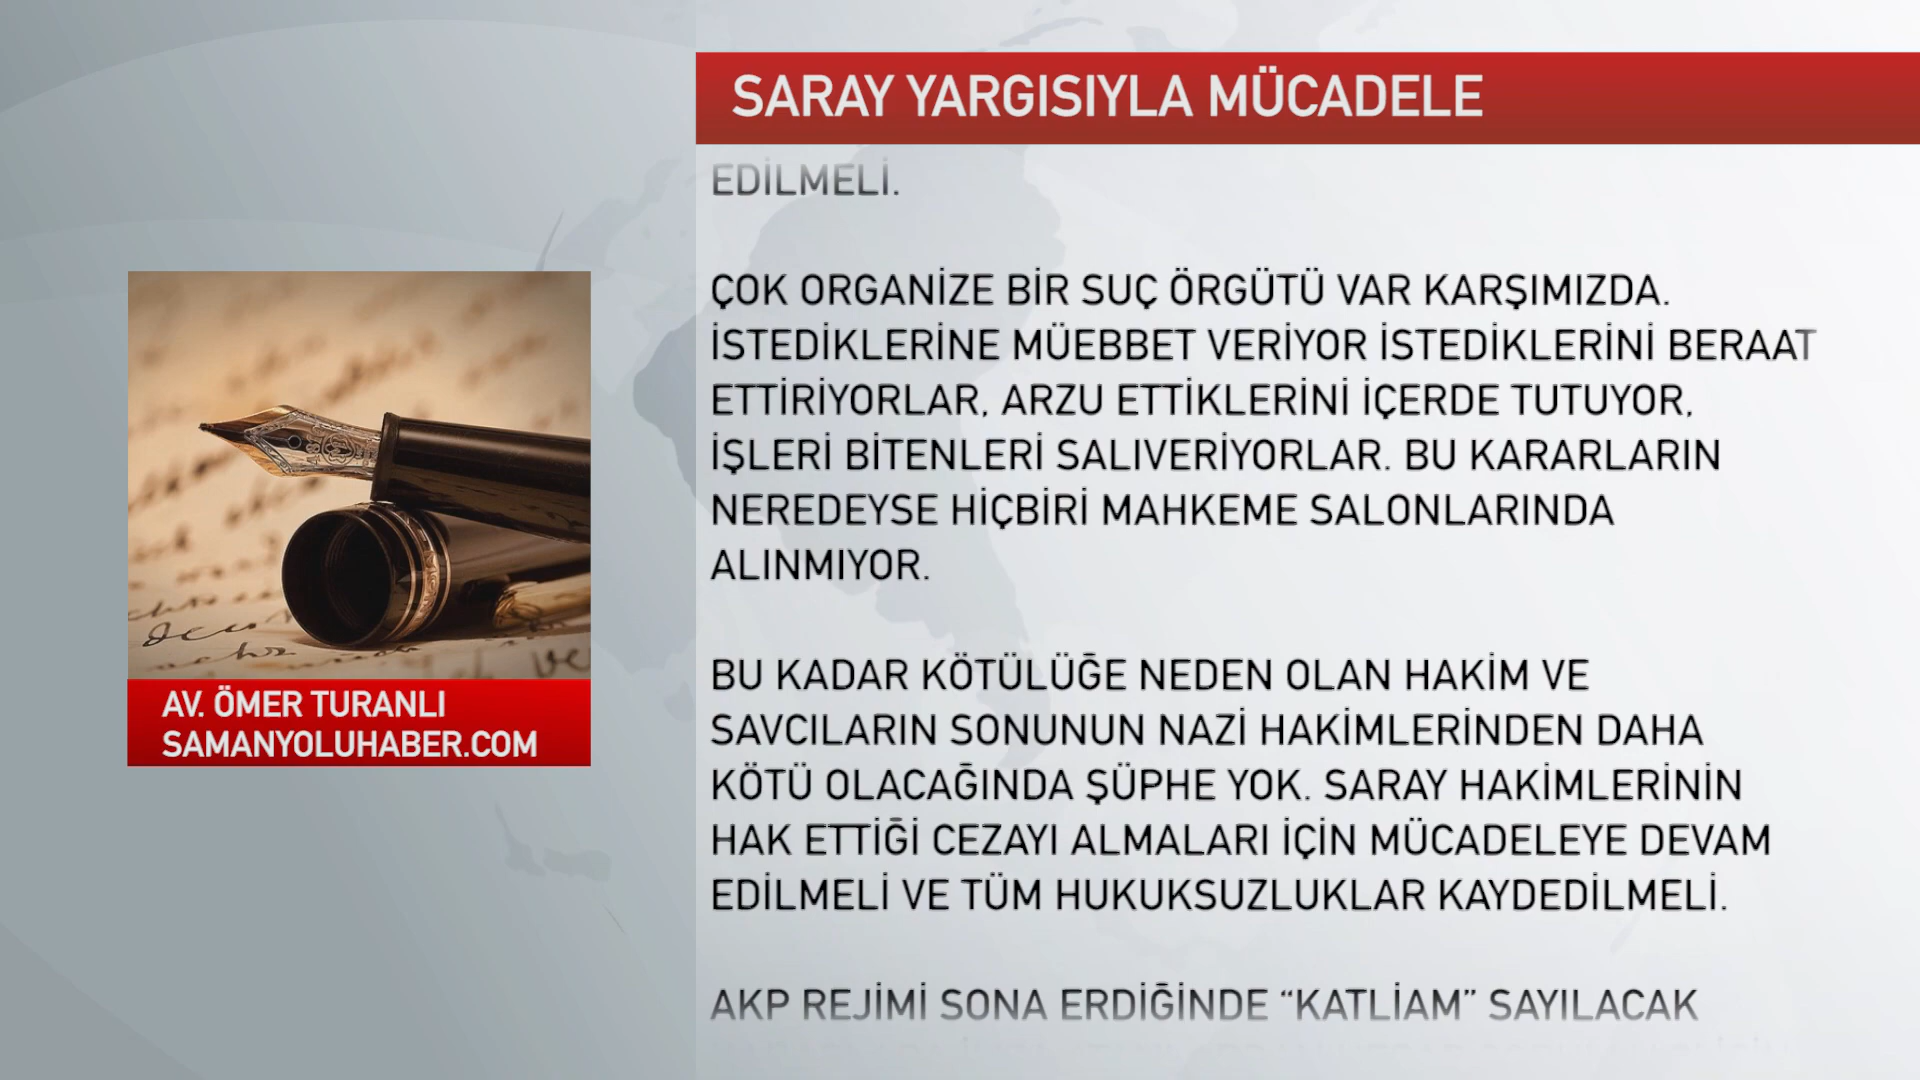 SARAY YARGISIYLA MÜCADELE
EDİLMELİ.
ÇOK ORGANİZE BİR SUÇ ÖRGÜTÜ VAR KARŞIMIZDA.
İSTEDİKLERİNE MÜEBBET VERİYOR İSTEDİKLERİNİ BERAAT
ETTİRİYORLAR, ARZU ETTİKLERİNİ İÇERDE TUTUYOR,
İŞLERİ BİTENLERİ SALIVERİYORLAR. BU KARARLARIN
NEREDEYSE HİÇBİRİ MAHKEME SALONLARINDA
ALINMIYOR.
BU KADAR KÖTÜLÜĞE NEDEN OLAN HAKİM VE
SAVCILARIN SONUNUN NAZİ HAKİMLERİNDEN DAHA
KÖTÜ OLACAĞINDA ŞÜPHE YOK. SARAY HAKİMLERİNİN
HAK ETTİĞİ CEZAYI ALMALARI İÇİN MÜCADELEYE DEVAM
EDİLMELİ VE TÜM HUKUKSUZLUKLAR KAYDEDİLMELİ.
AKP REJİMİ SONA ERDİĞİNDE “KATLİAM” SAYILACAK
AV. ÖMER TURANLI
SAMANYOLUHABER.COM